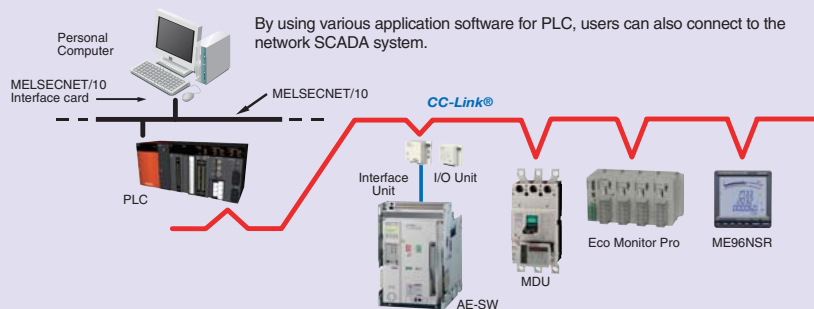 By using various application software for PLC, users can also connect to the
network SCADA system.
Personal
Computer
MELSECNET/10
Interface card
MELSECNET/10
CC-Link®
PLC
Interface
Unit
I/O Unit
AE-SW
MDU
Eco Monitor Pro
ME96NSR